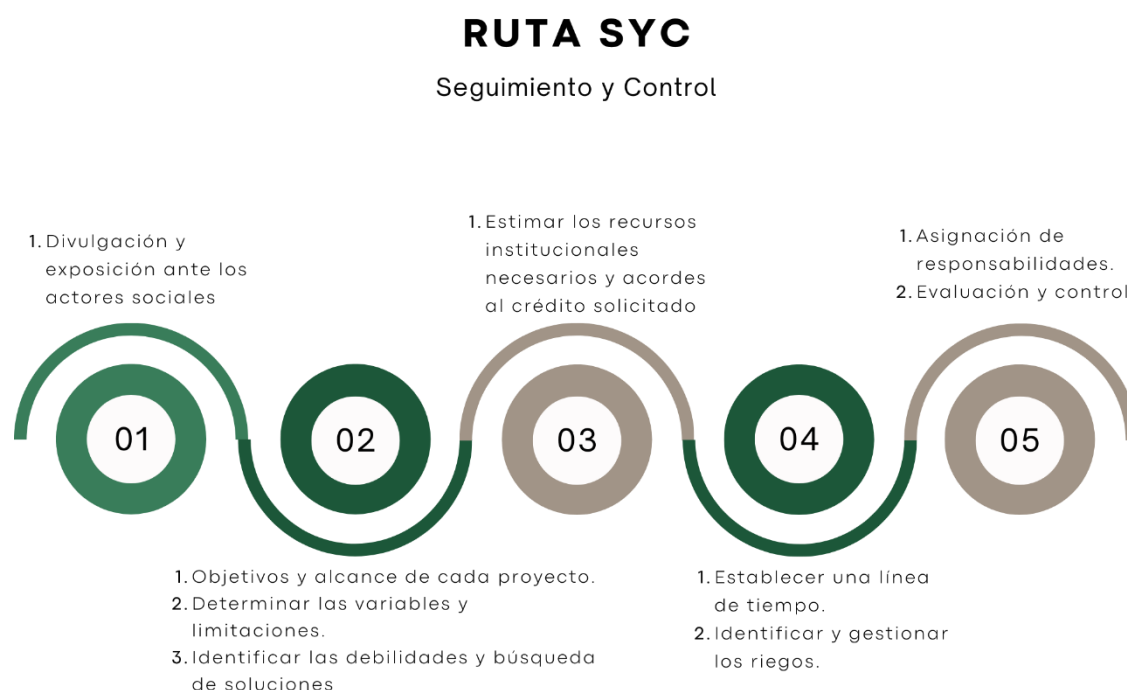 RUTA SYC
Seguimiento y Control
1. Divulgación y
exposición ante los
actores sociales
1. Estimar los recursos
institucionales
necesarios y acordes
al crédito solicitado
1. Asignación de
responsabilidades.
2. Evaluación y control
01
02
03
04
05
1. Objetivos y alcance de cada proyecto.
2. Determinar las variables y
limitaciones.
3. Identificar las debilidades y búsqueda
de soluciones
1. Establecer una línea
de tiempo.
2. Identificar y gestionar
los riegos.